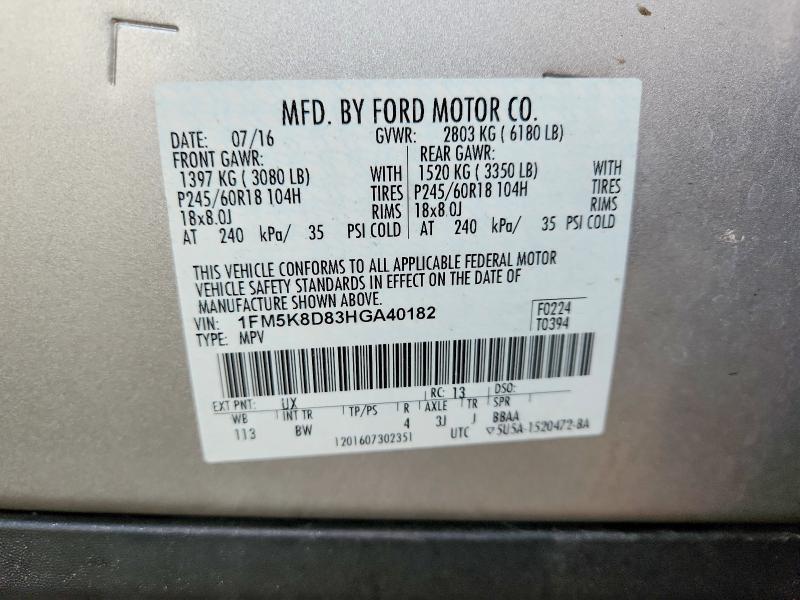 MFD. BY FORD MOTOR CO.
DATE: 07/16 GVWR: 2803 KG ( 6180 LB)
FRONT GAWR: REAR GAWR:
1397 KG ( 3080 LB) WITH 1520 KG ( 3350 LB) WITH
P245/60R18 104H TIRES P245/60R18 104H TIRES
18x8.0J RIMS 18x8.0J RIMS
AT 240 kPa/ 35 PSI COLD AT 240 kPa/ 35 PSI COLD
THIS VEHICLE CONFORMS TO ALL APPLICABLE FEDERAL MOTOR
VEHICLE SAFETY STANDARDS IN EFFECT ON THE DATE OF
MANUFACTURE SHOWN ABOVE.
VIN: 1FM5K8D83HGA40182 F0224
TYPE: MPV T0394
EXT PNT: UX RC: 13 DSO:
WB INT TR TP/PS R AXLE TR SPR
113 BW 4 3J J BBAA
1201607302351 UTC ▽5U5A-1520472-BA